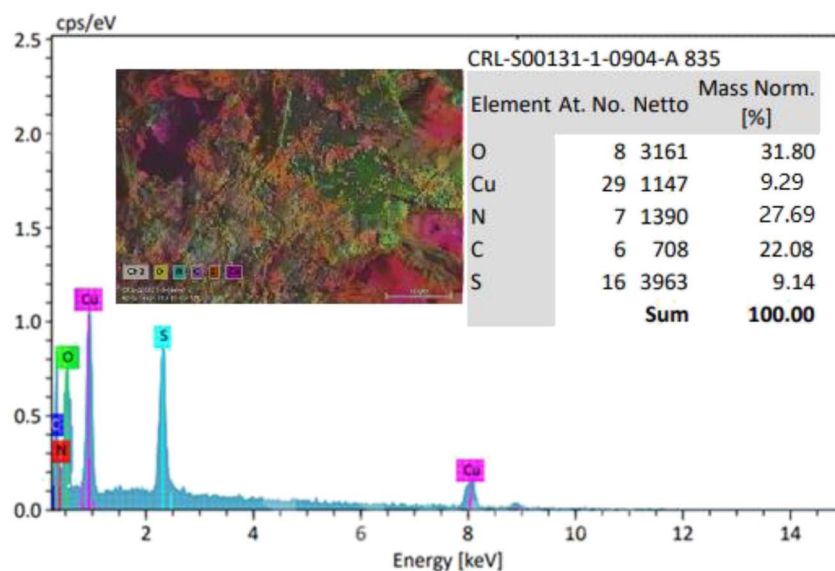 cps/eV
2.5
2.0
1.5
1.0
0.5
0.0
CRL-S00131-1-0904-A 835
Element At. No. Netto Mass Norm. [%]
O 8 3161 31.80
Cu 29 1147 9.29
N 7 1390 27.69
C 6 708 22.08
S 16 3963 9.14
Sum 100.00
Cu
O
C
N
S
Cu
2 4 6 8 10 12 14
Energy [keV]